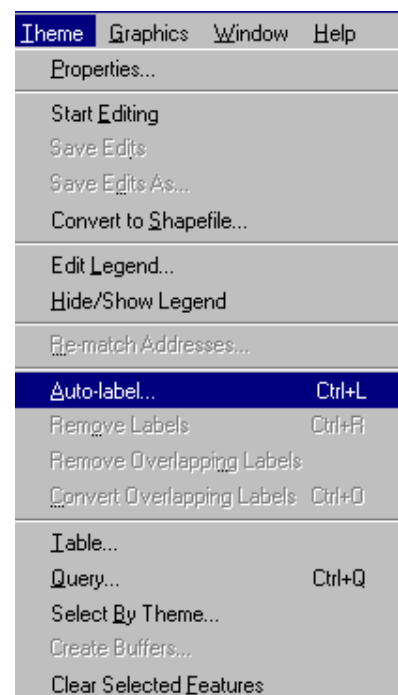 Theme Graphics Window Help
Properties...
Start Editing
Save Edits
Save Edits As...
Convert to Shapefile...
Edit Legend...
Hide/Show Legend
Re-match Addresses...
Auto-label... Ctrl+L
Remove Labels Ctrl+R
Remove Overlapping Labels
Convert Overlapping Labels Ctrl+O
Table...
Query... Ctrl+Q
Select By Theme...
Create Buffers...
Clear Selected Features